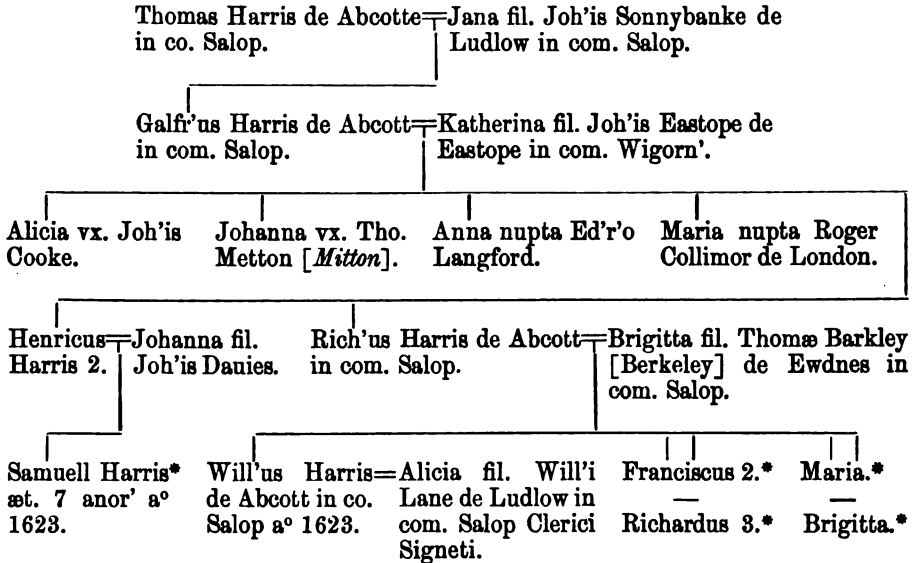 Thomas Harris de Abcotte=Jana fil. Joh'is Sonnybanke de
in co. Salop. Ludlow in com. Salop.
Galfr'us Harris de Abcott=Katherina fil. Joh'is Eastope de
in com. Salop. Eastope in com. Wigorn'.
Alicia vx. Joh'is Johanna vx. Tho. Anna nupta Ed'r'o Maria nupta Roger
Cooke. Metton [Mitton]. Langford. Collimor de London.
Henricus=Johanna fil. Rich'us Harris de Abcott=Brigitta fil. Thomæ Barkley
Harris 2. Joh'is Dauies. in com. Salop. [Berkeley] de Ewdnes in
com. Salop.
Samuell Harris* Will'us Harris=Alicia fil. Will'i Franciscus 2.* Maria.*
æt. 7 anor' aº de Abcott in co. Lane de Ludlow in
1623. Salop aº 1623. com. Salop Clerici Richardus 3.* Brigitta.*
Signeti.